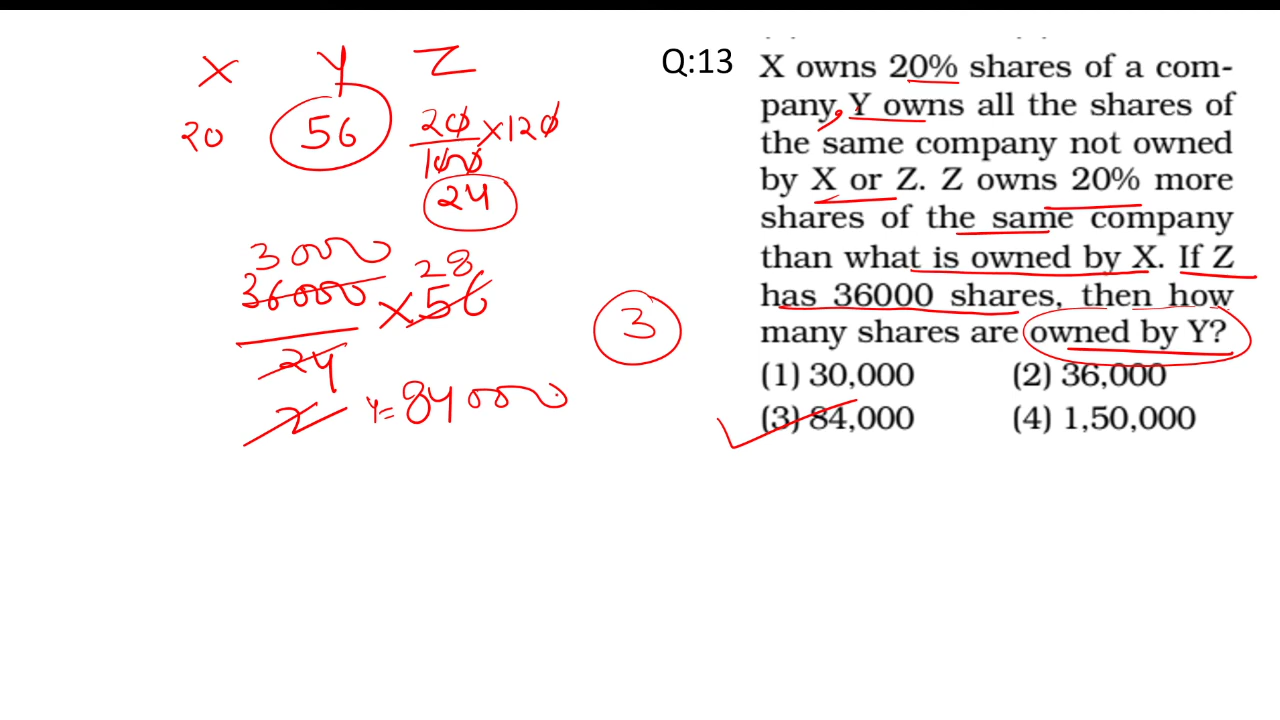 X Y Z
20 56 20/100 ×120
24
3000 28
36000/24 ×56
2 Y= 84000
3
Q:13 X owns 20% shares of a com-
pany, Y owns all the shares of
the same company not owned
by X or Z. Z owns 20% more
shares of the same company
than what is owned by X. If Z
has 36000 shares, then how
many shares are owned by Y?
(1) 30,000 (2) 36,000
(3) 84,000 (4) 1,50,000